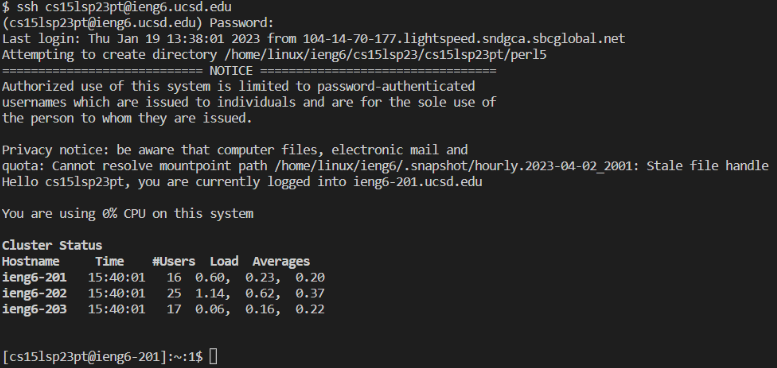 $ ssh cs15lsp23pt@ieng6.ucsd.edu
(cs15lsp23pt@ieng6.ucsd.edu) Password:
Last login: Thu Jan 19 13:38:01 2023 from 104-14-70-177.lightspeed.sndgca.sbcglobal.net
Attempting to create directory /home/linux/ieng6/cs15lsp23/cs15lsp23pt/perl5
============================ NOTICE =================================
Authorized use of this system is limited to password-authenticated
usernames which are issued to individuals and are for the sole use of
the person to whom they are issued.
Privacy notice: be aware that computer files, electronic mail and
quota: Cannot resolve mountpoint path /home/linux/ieng6/.snapshot/hourly.2023-04-02_2001: Stale file handle
Hello cs15lsp23pt, you are currently logged into ieng6-201.ucsd.edu
You are using 0% CPU on this system
Cluster Status
Hostname     Time    #Users  Load  Averages
ieng6-201   15:40:01   16  0.60,  0.23,  0.20
ieng6-202   15:40:01   25  1.14,  0.62,  0.37
ieng6-203   15:40:01   17  0.06,  0.16,  0.22
[cs15lsp23pt@ieng6-201]:~:1$